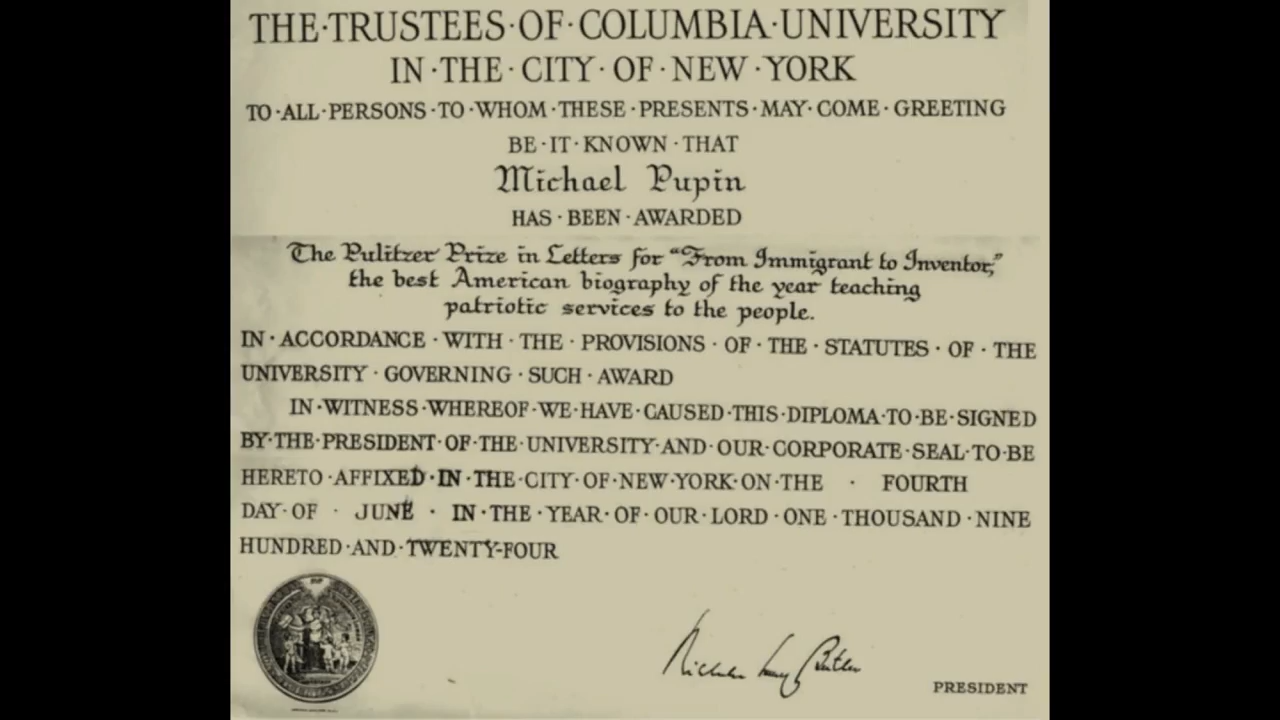 THE·TRUSTEES·OF·COLUMBIA·UNIVERSITY
IN·THE·CITY·OF·NEW·YORK
TO·ALL·PERSONS·TO·WHOM·THESE·PRESENTS·MAY·COME·GREETING
BE·IT·KNOWN·THAT
Michael Pupin
HAS·BEEN·AWARDED
The Pulitzer Prize in Letters for "From Immigrant to Inventor,"
the best American biography of the year teaching
patriotic services to the people.
IN·ACCORDANCE·WITH·THE·PROVISIONS·OF·THE·STATUTES·OF·THE
UNIVERSITY·GOVERNING·SUCH·AWARD
IN·WITNESS·WHEREOF·WE·HAVE·CAUSED·THIS·DIPLOMA·TO·BE·SIGNED
BY·THE·PRESIDENT·OF·THE·UNIVERSITY·AND·OUR·CORPORATE·SEAL·TO·BE
HERETO·AFFIXED·IN·THE·CITY·OF·NEW·YORK·ON·THE · FOURTH
DAY·OF · JUNE · IN·THE·YEAR·OF·OUR·LORD·ONE·THOUSAND·NINE
HUNDRED·AND·TWENTY-FOUR
PRESIDENT